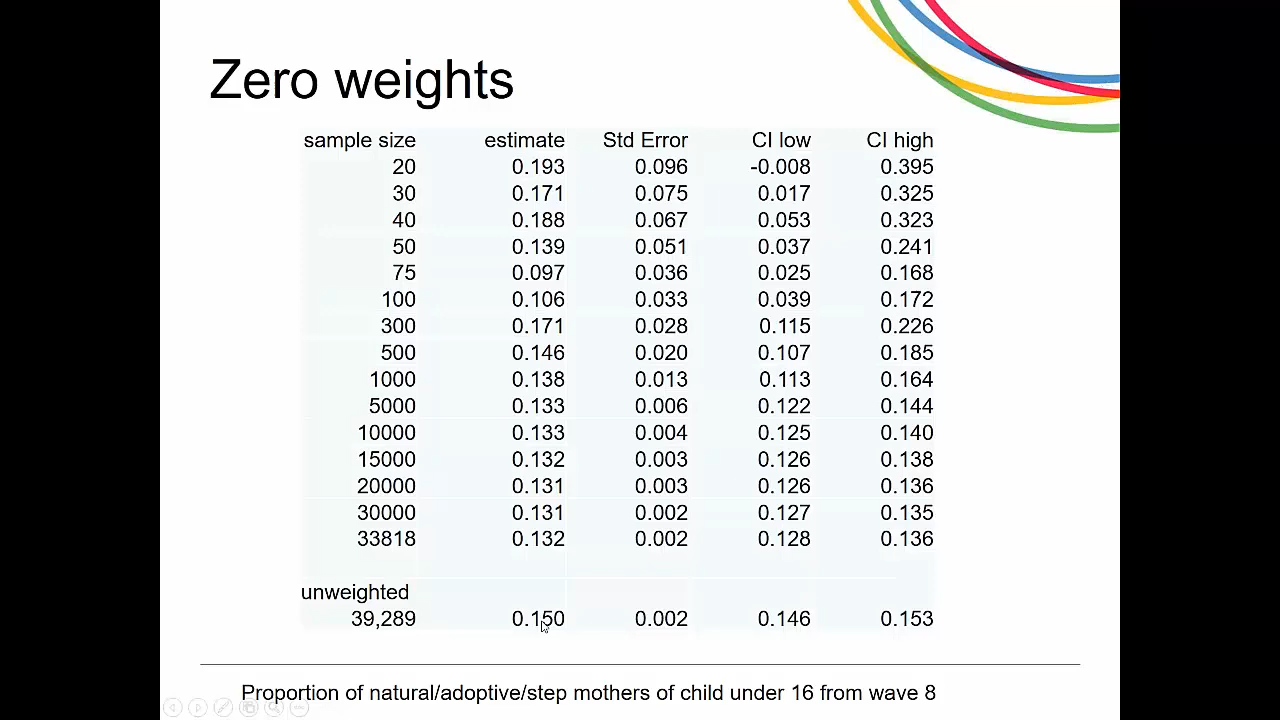 Zero weights
sample size estimate Std Error CI low CI high
20 0.193 0.096 -0.008 0.395
30 0.171 0.075 0.017 0.325
40 0.188 0.067 0.053 0.323
50 0.139 0.051 0.037 0.241
75 0.097 0.036 0.025 0.168
100 0.106 0.033 0.039 0.172
300 0.171 0.028 0.115 0.226
500 0.146 0.020 0.107 0.185
1000 0.138 0.013 0.113 0.164
5000 0.133 0.006 0.122 0.144
10000 0.133 0.004 0.125 0.140
15000 0.132 0.003 0.126 0.138
20000 0.131 0.003 0.126 0.136
30000 0.131 0.002 0.127 0.135
33818 0.132 0.002 0.128 0.136
unweighted
39,289 0.150 0.002 0.146 0.153
Proportion of natural/adoptive/step mothers of child under 16 from wave 8